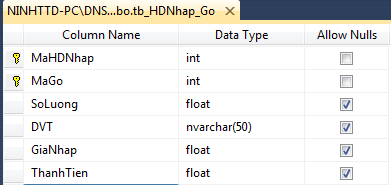 NINHTTD-PC\DNS...bo.tb_HDNhap_Go
Column Name Data Type Allow Nulls
MaHDNhap int
MaGo int
SoLuong float
DVT nvarchar(50)
GiaNhap float
ThanhTien float